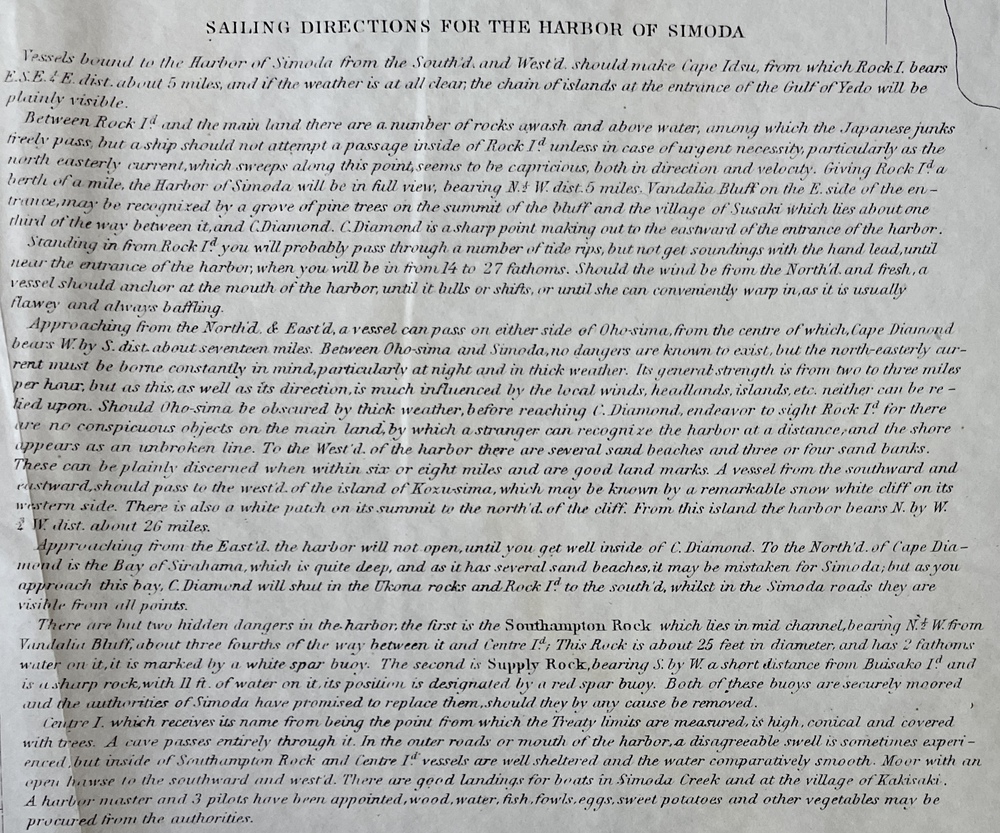 SAILING DIRECTIONS FOR THE HARBOR OF SIMODA
Vessels bound to the Harbor of Simoda from the South'd. and West'd. should make Cape Idsu, from which Rock I. bears
E.S.E.½ E. dist. about 5 miles, and if the weather is at all clear, the chain of islands at the entrance of the Gulf of Yedo will be
plainly visible.
Between Rock Id and the main land there are a number of rocks awash and above water, among which the Japanese junks
freely pass, but a ship should not attempt a passage inside of Rock Id unless in case of urgent necessity, particularly as the
north easterly current, which sweeps along this point, seems to be capricious, both in direction and velocity. Giving Rock Id a
berth of a mile, the Harbor of Simoda will be in full view, bearing N.½ W. dist. 5 miles. Vandalia Bluff on the E. side of the en-
trance, may be recognized by a grove of pine trees on the summit of the bluff and the village of Susaki which lies about one
third of the way between it, and C.Diamond. C.Diamond is a sharp point making out to the eastward of the entrance of the harbor.
Standing in from Rock Id you will probably pass through a number of tide rips, but not get soundings with the hand lead, until
near the entrance of the harbor, when you will be in from 14 to 27 fathoms. Should the wind be from the North'd. and fresh, a
vessel should anchor at the mouth of the harbor, until it lulls or shifts, or until she can conveniently warp in, as it is usually
flawey and always baffling.
Approaching from the North'd. & East'd, a vessel can pass on either side of Oho-sima, from the centre of which, Cape Diamond
bears W. by S. dist. about seventeen miles. Between Oho-sima and Simoda, no dangers are known to exist, but the north-easterly cur-
rent must be borne constantly in mind, particularly at night and in thick weather. Its general strength is from two to three miles
per hour, but as this, as well as its direction, is much influenced by the local winds, headlands, islands, etc. neither can be re-
lied upon. Should Oho-sima be obscured by thick weather, before reaching C. Diamond, endeavor to sight Rock Id for there
are no conspicuous objects on the main land, by which a stranger can recognize the harbor at a distance, and the shore
appears as an unbroken line. To the West'd. of the harbor there are several sand beaches and three or four sand banks.
These can be plainly discerned when within six or eight miles and are good land marks. A vessel from the southward and
eastward, should pass to the west'd. of the island of Kozu-sima, which may be known by a remarkable snow white cliff on its
western side. There is also a white patch on its summit to the north'd. of the cliff. From this island the harbor bears N. by W.
½ W. dist. about 26 miles.
Approaching from the East'd. the harbor will not open, until you get well inside of C. Diamond. To the North'd. of Cape Dia-
mond is the Bay of Sirahama, which is quite deep, and as it has several sand beaches, it may be mistaken for Simoda; but as you
approach this bay, C.Diamond will shut in the Ukona rocks and Rock Id to the south'd, whilst in the Simoda roads they are
visible from all points.
There are but two hidden dangers in the harbor, the first is the Southampton Rock which lies in mid channel, bearing N.½ W. from
Vandalia Bluff, about three fourths of the way between it and Centre Id; This Rock is about 25 feet in diameter, and has 2 fathoms
water on it, it is marked by a white spar buoy. The second is Supply Rock, bearing S. by W. a short distance from Buisako Id and
is a sharp rock, with 11 ft. of water on it, its position is designated by a red spar buoy. Both of these buoys are securely moored
and the authorities of Simoda have promised to replace them, should they by any cause be removed.
Centre I. which receives its name from being the point from which the Treaty limits are measured, is high, conical and covered
with trees. A cave passes entirely through it. In the outer roads or mouth of the harbor, a disagreeable swell is sometimes experi-
enced, but inside of Southampton Rock and Centre Id vessels are well sheltered and the water comparatively smooth. Moor with an
open hawse to the southward and west'd. There are good landings for boats in Simoda Creek and at the village of Kakisaki.
A harbor master and 3 pilots have been appointed, wood, water, fish, fowls, eggs, sweet potatoes and other vegetables may be
procured from the authorities.